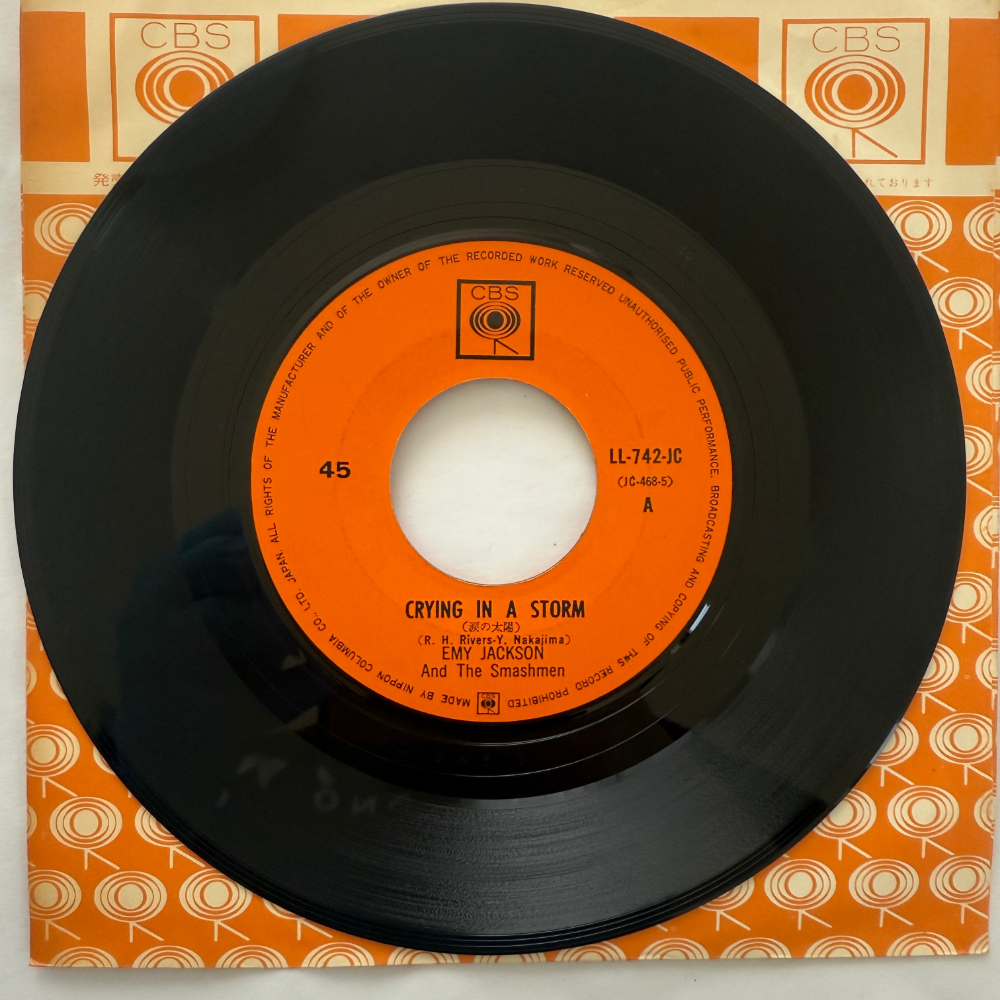 CBS
CBS
発
れております
MADE BY NIPPON COLUMBIA CO., LTD. JAPAN, ALL RIGHTS OF THE MANUFACTURER AND OF THE OWNER OF THE RECORDED WORK RESERVED UNAUTHORISED PUBLIC PERFORMANCE, BROADCASTING AND COPYING OF THIS RECORD PROHIBITED
CBS
45
LL-742-JC
(JC-468-5)
A
CRYING IN A STORM
(涙の太陽)
(R. H. Rivers-Y. Nakajima)
EMY JACKSON
And The Smashmen
CBS